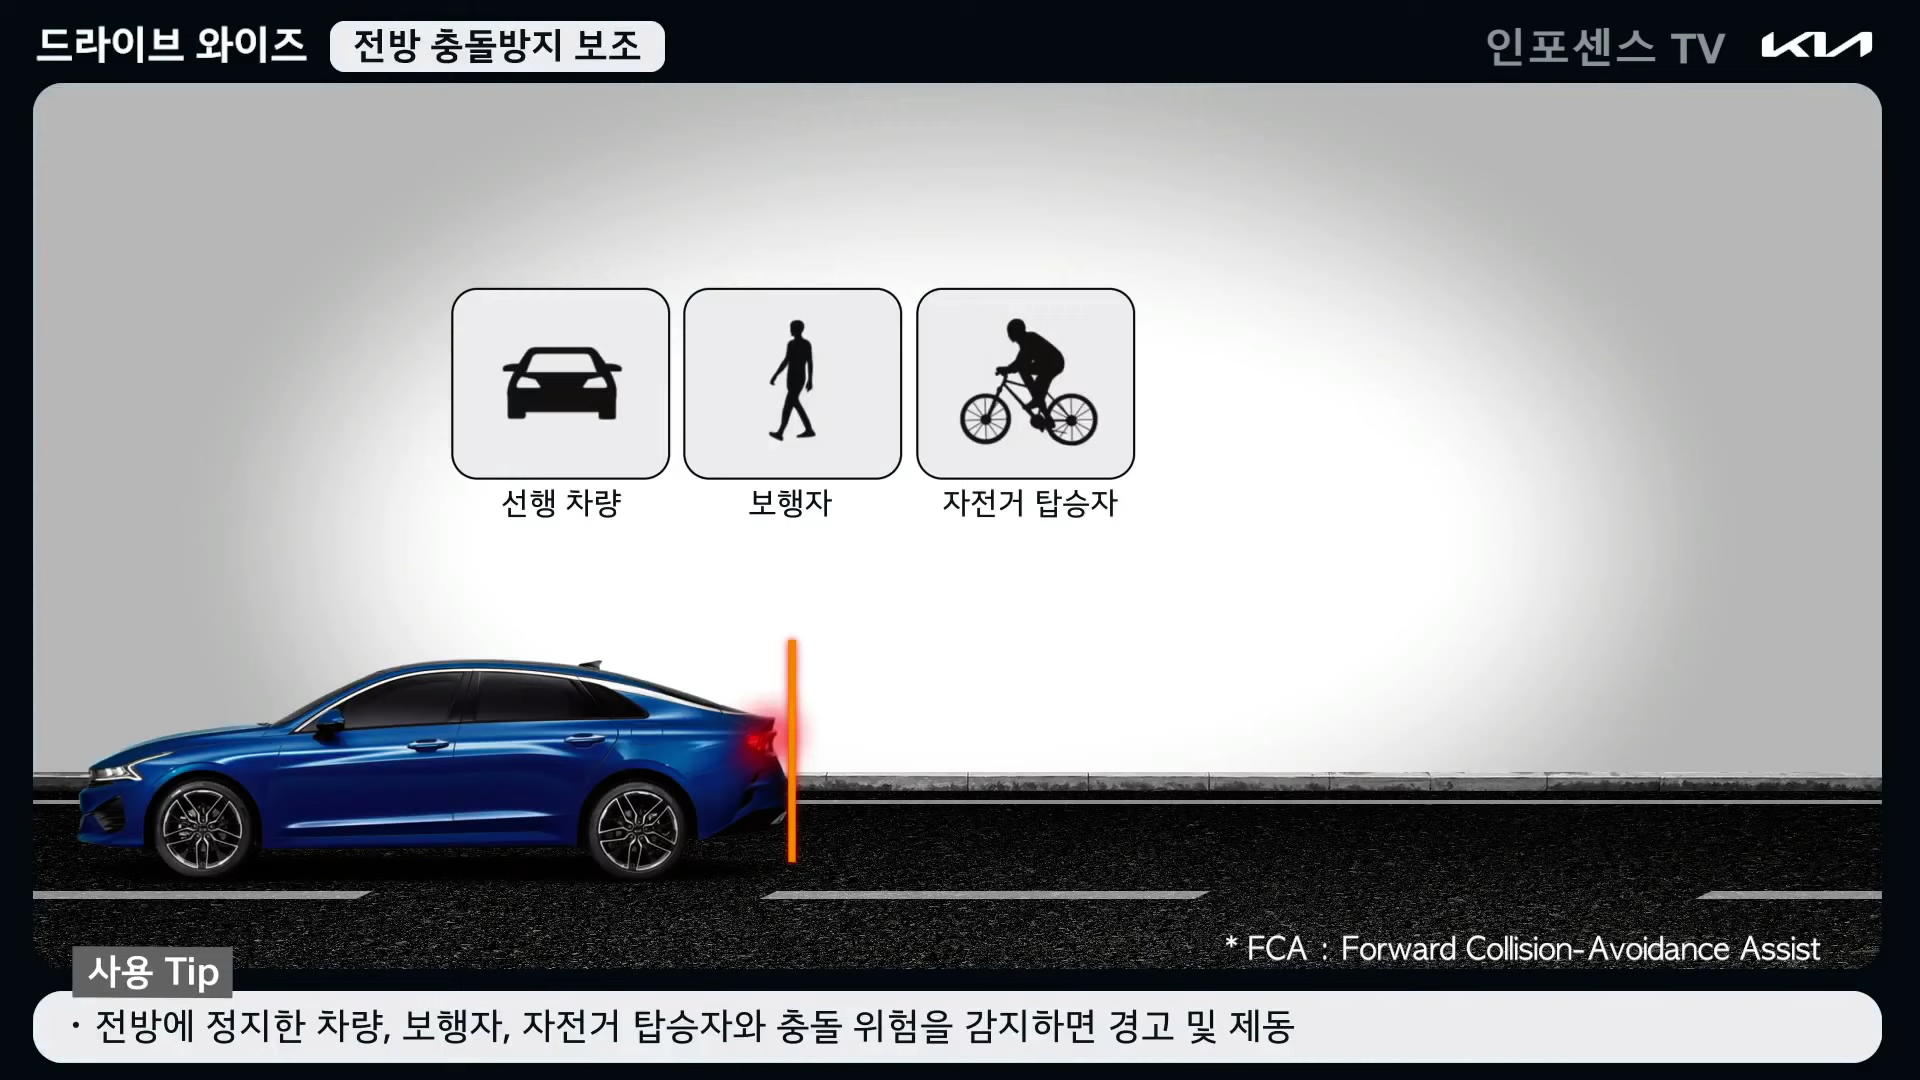 드라이브 와이즈 전방 충돌방지 보조 인포센스 TV KIA
선행 차량 보행자 자전거 탑승자
* FCA : Forward Collision-Avoidance Assist
사용 Tip
· 전방에 정지한 차량, 보행자, 자전거 탑승자와 충돌 위험을 감지하면 경고 및 제동